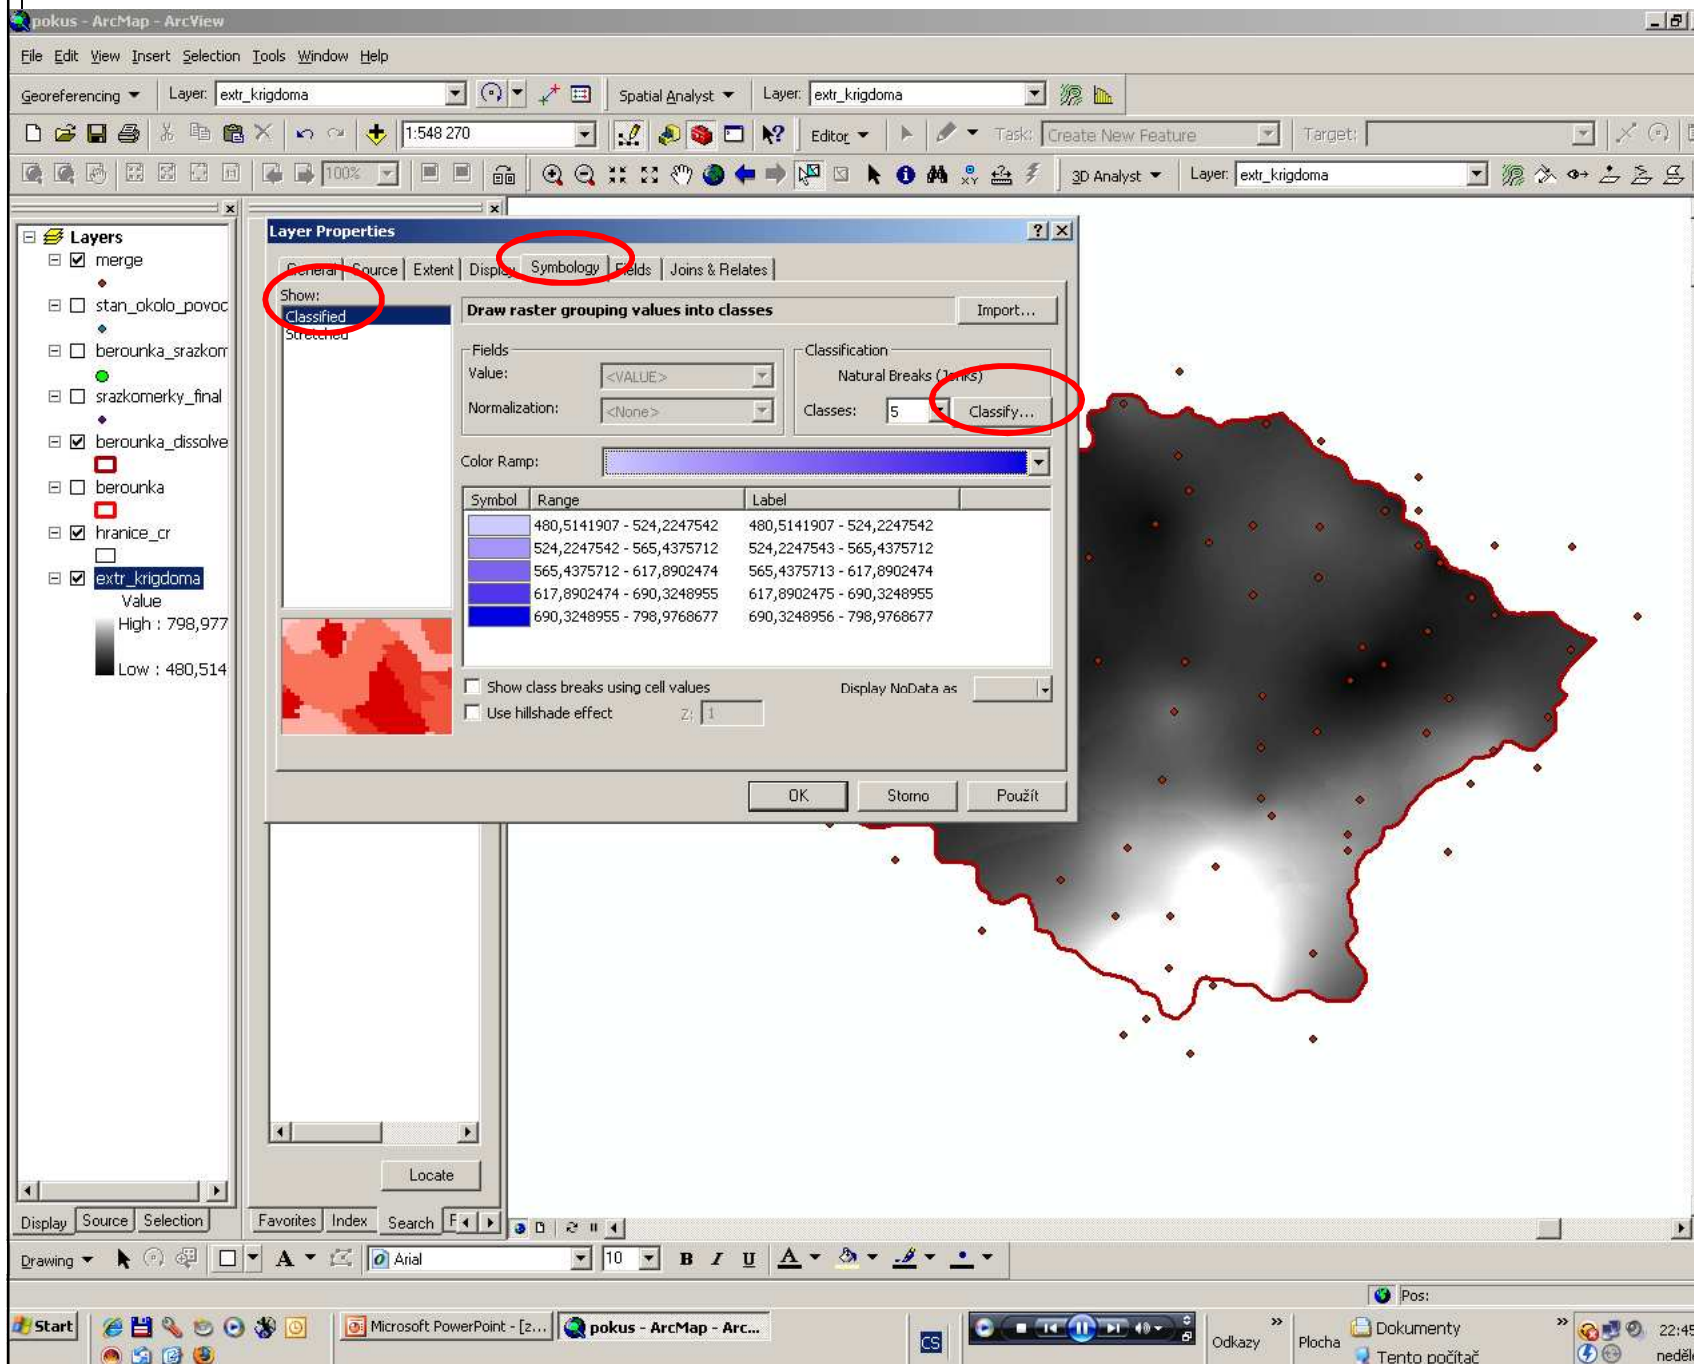 pokus - ArcMap - ArcView
File Edit View Insert Selection Tools Window Help
Georeferencing Layer: extr_krigdoma Spatial Analyst Layer: extr_krigdoma
1:548 270 Editor Task: Create New Feature Target:
100% 3D Analyst Layer: extr_krigdoma
Layers
merge
stan_okolo_povoc
berounka_srazkom
srazkomerky_final
berounka_dissolve
berounka
hranice_cr
extr_krigdoma
Value
High : 798,977
Low : 480,514
Layer Properties
General Source Extent Display Symbology Fields Joins & Relates
Show:
Classified
Stretched
Draw raster grouping values into classes Import...
Fields
Value: <VALUE>
Normalization: <None>
Classification
Natural Breaks (Jenks)
Classes: 5 Classify...
Color Ramp:
Symbol Range Label
480,5141907 - 524,2247542 480,5141907 - 524,2247542
524,2247542 - 565,4375712 524,2247543 - 565,4375712
565,4375712 - 617,8902474 565,4375713 - 617,8902474
617,8902474 - 690,3248955 617,8902475 - 690,3248955
690,3248955 - 798,9768677 690,3248956 - 798,9768677
Show class breaks using cell values Display NoData as
Use hillshade effect Z: 1
OK Storno Použít
Locate
Display Source Selection
Favorites Index Search F
Drawing A Arial 10 B I U A
Pos:
Start Microsoft PowerPoint - [z... pokus - ArcMap - Arc... CS Odkazy Plocha Dokumenty 22:45
Tento počítač neděle